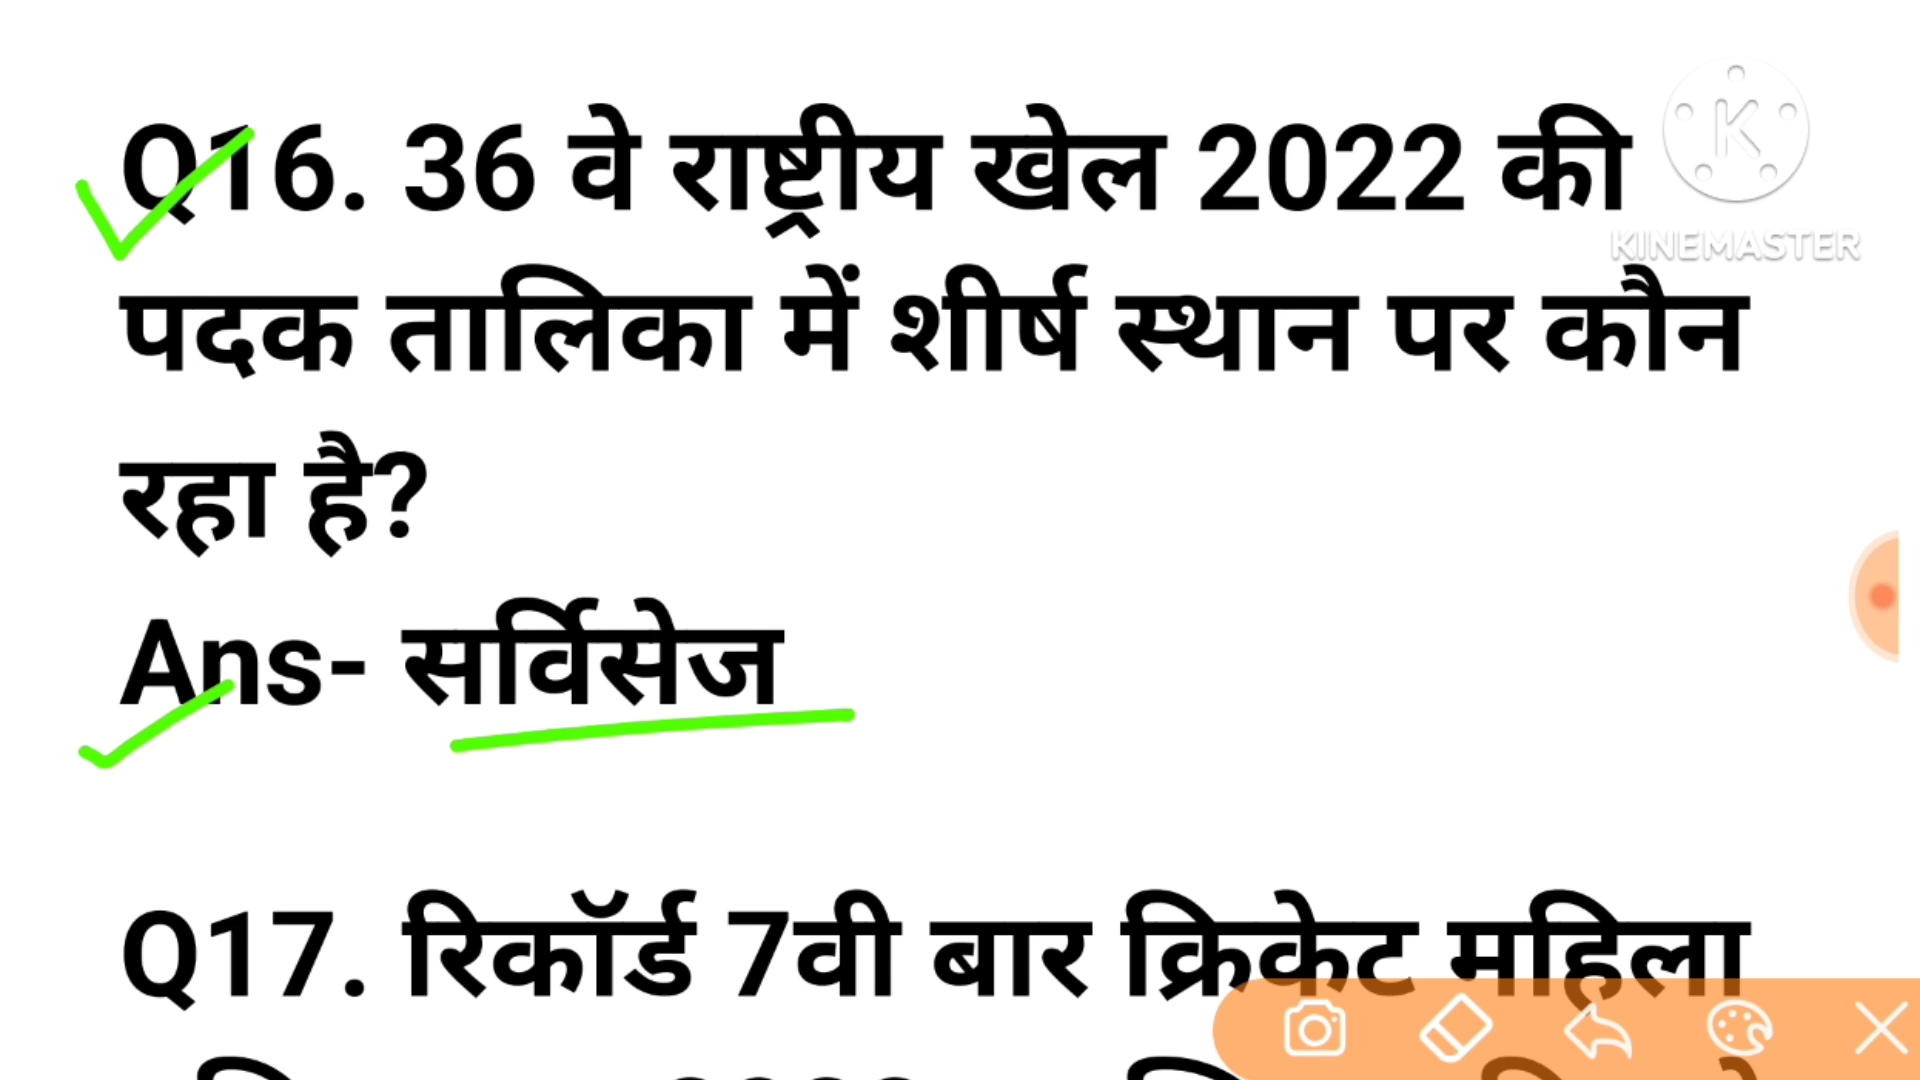 Q16. 36 वे राष्ट्रीय खेल 2022 की
पदक तालिका में शीर्ष स्थान पर कौन
रहा है?
Ans- सर्विसेज
Q17. रिकॉर्ड 7वी बार क्रिकेट महिला
K
KINEMASTER